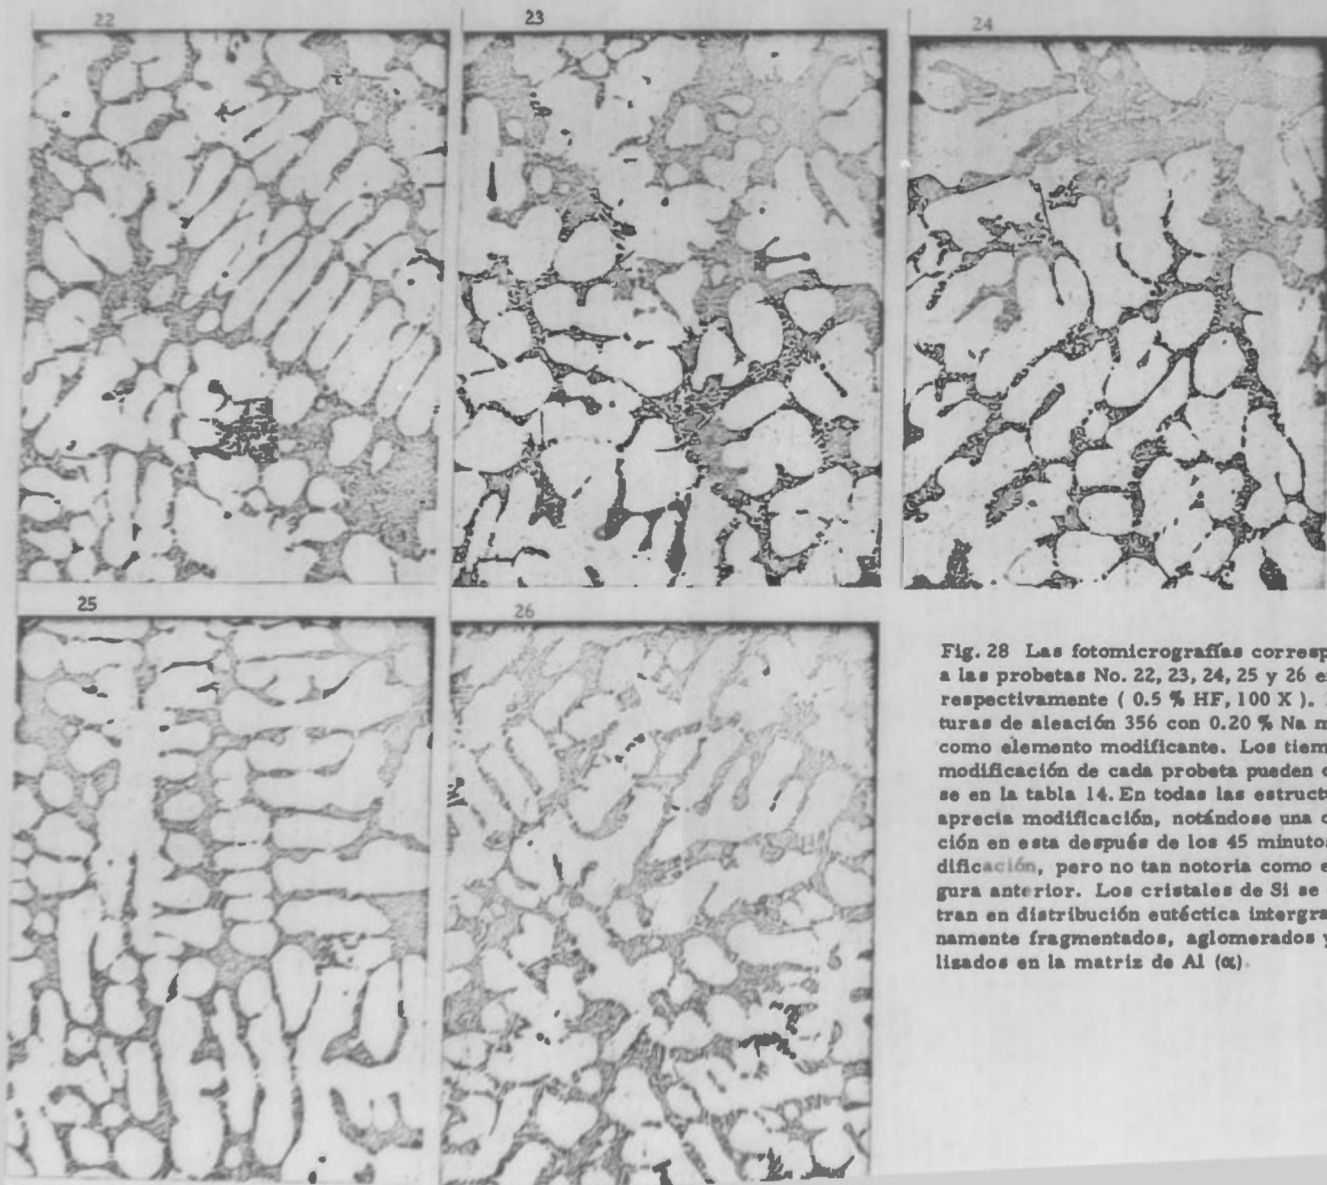 22
23
24
25
26
Fig. 28 Las fotomicrografías corresp
a las probetas No. 22, 23, 24, 25 y 26 e
respectivamente ( 0.5 % HF, 100 X ).
turas de aleación 356 con 0.20 % Na m
como elemento modificante. Los tiem
modificación de cada probeta pueden
se en la tabla 14. En todas las estructu
aprecia modificación, notándose una
ción en esta después de los 45 minuto
dificación, pero no tan notoria como e
gura anterior. Los cristales de Si se
tran en distribución eutéctica intergra
namente fragmentados, aglomerados y
lisados en la matriz de Al (α).